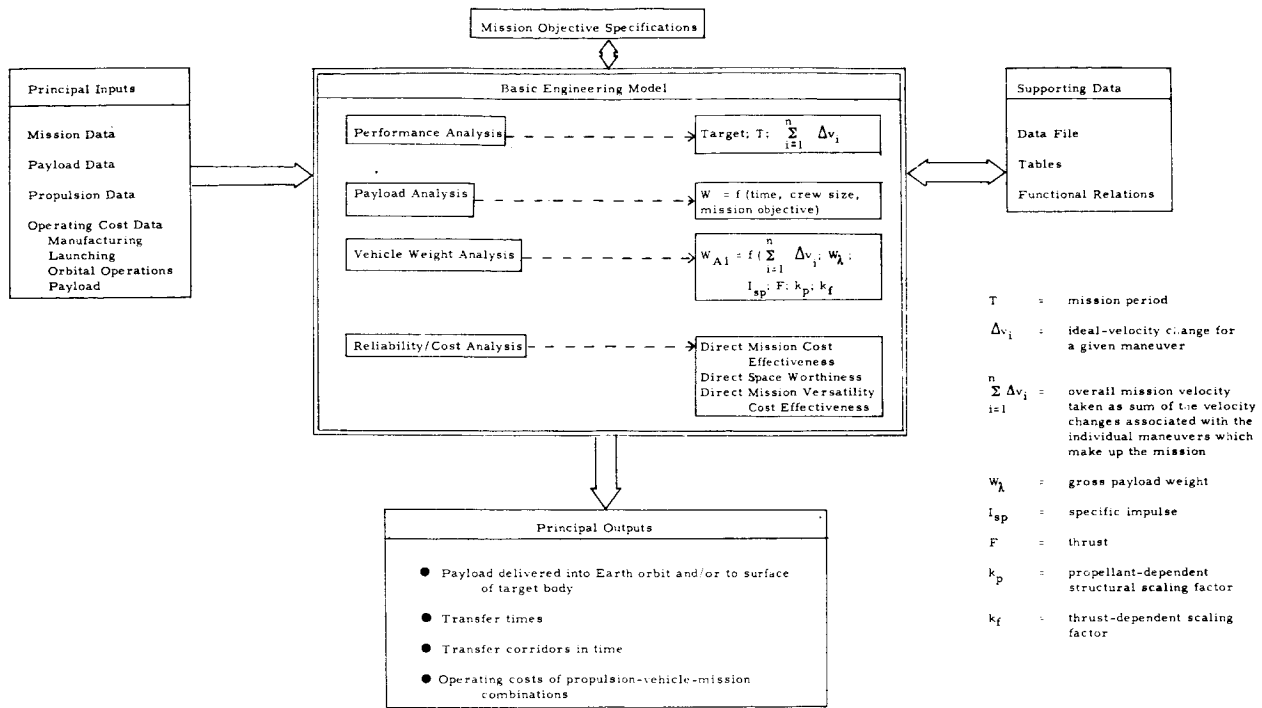 Mission Objective Specifications
Principal Inputs
Mission Data
Payload Data
Propulsion Data
Operating Cost Data
Manufacturing
Launching
Orbital Operations
Payload
Basic Engineering Model
Performance Analysis
Target; T; n Σ i=1 Δv_i
Payload Analysis
W = f (time, crew size,
mission objective)
Vehicle Weight Analysis
W_A1 = f ( n Σ i=1 Δv_i; W_λ;
I_sp; F; k_p; k_f
Reliability/Cost Analysis
Direct Mission Cost
Effectiveness
Direct Space Worthiness
Direct Mission Versatility
Cost Effectiveness
Supporting Data
Data File
Tables
Functional Relations
Principal Outputs
● Payload delivered into Earth orbit and/or to surface
of target body
● Transfer times
● Transfer corridors in time
● Operating costs of propulsion-vehicle-mission
combinations
T = mission period
Δv_i = ideal-velocity change for
a given maneuver
n Σ i=1 Δv_i = overall mission velocity
taken as sum of the velocity
changes associated with the
individual maneuvers which
make up the mission
W_λ = gross payload weight
I_sp = specific impulse
F = thrust
k_p = propellant-dependent
structural scaling factor
k_f = thrust-dependent scaling
factor